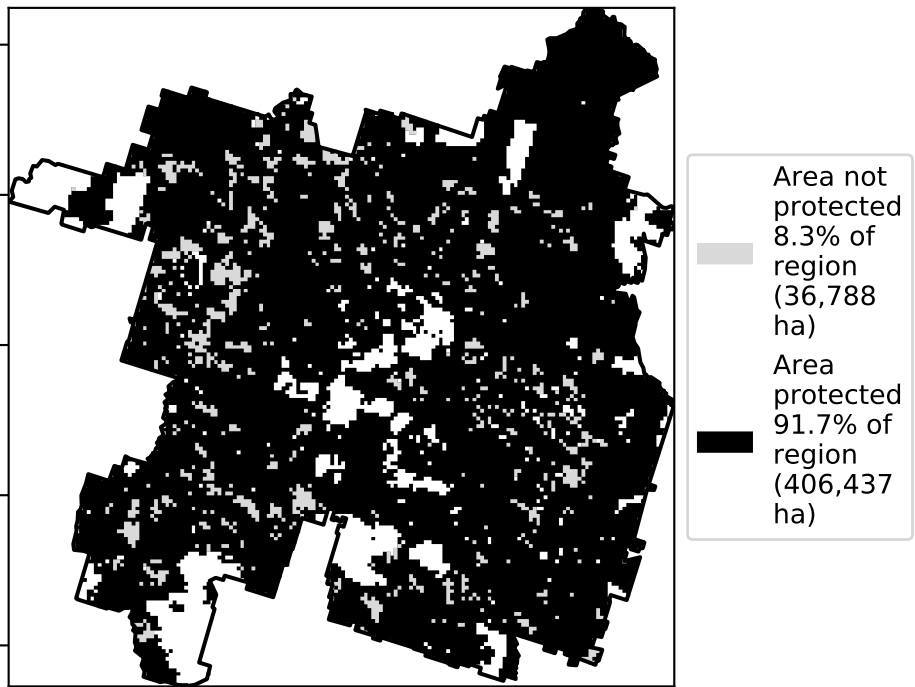 Area not
protected
8.3% of
region
(36,788
ha)
Area
protected
91.7% of
region
(406,437
ha)